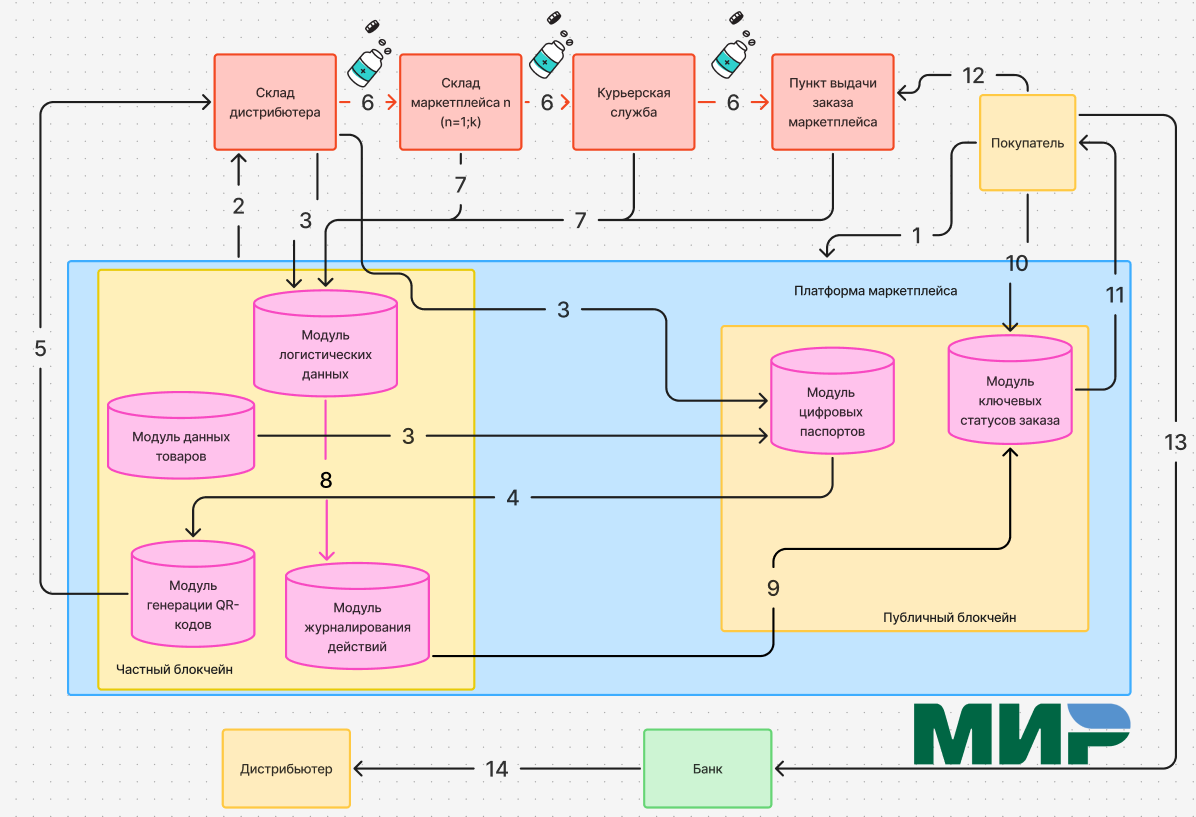 Склад
дистрибютера
6
Склад
маркетплейса n
(n=1;k)
6
Курьерская
служба
6
Пункт выдачи
заказа
маркетплейса
12
Покупатель
2
3
7
7
1
10
11
Платформа маркетплейса
5
Модуль
логистических
данных
3
Модуль
цифровых
паспортов
Модуль
ключевых
статусов заказа
Модуль данных
товаров
3
13
8
4
Модуль
генерации QR-
кодов
Модуль
журналирования
действий
9
Публичный блокчейн
Частный блокчейн
МИР
Дистрибьютер
14
Банк